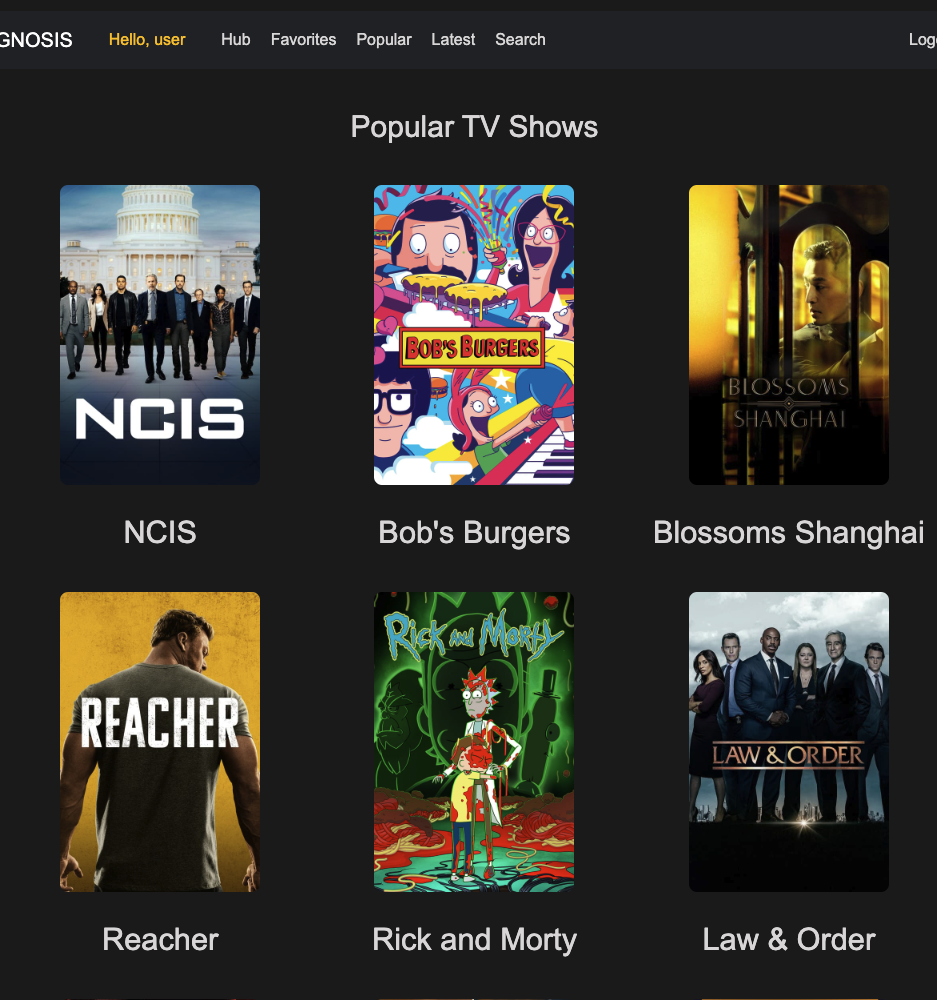 GNOSIS Hello, user Hub Favorites Popular Latest Search Log
Popular TV Shows
NCIS
BOB'S BURGERS
BLOSSOMS
SHANGHAI
NCIS
Bob's Burgers
Blossoms Shanghai
REACHER
Rick and Morty
LAW & ORDER
Reacher
Rick and Morty
Law & Order